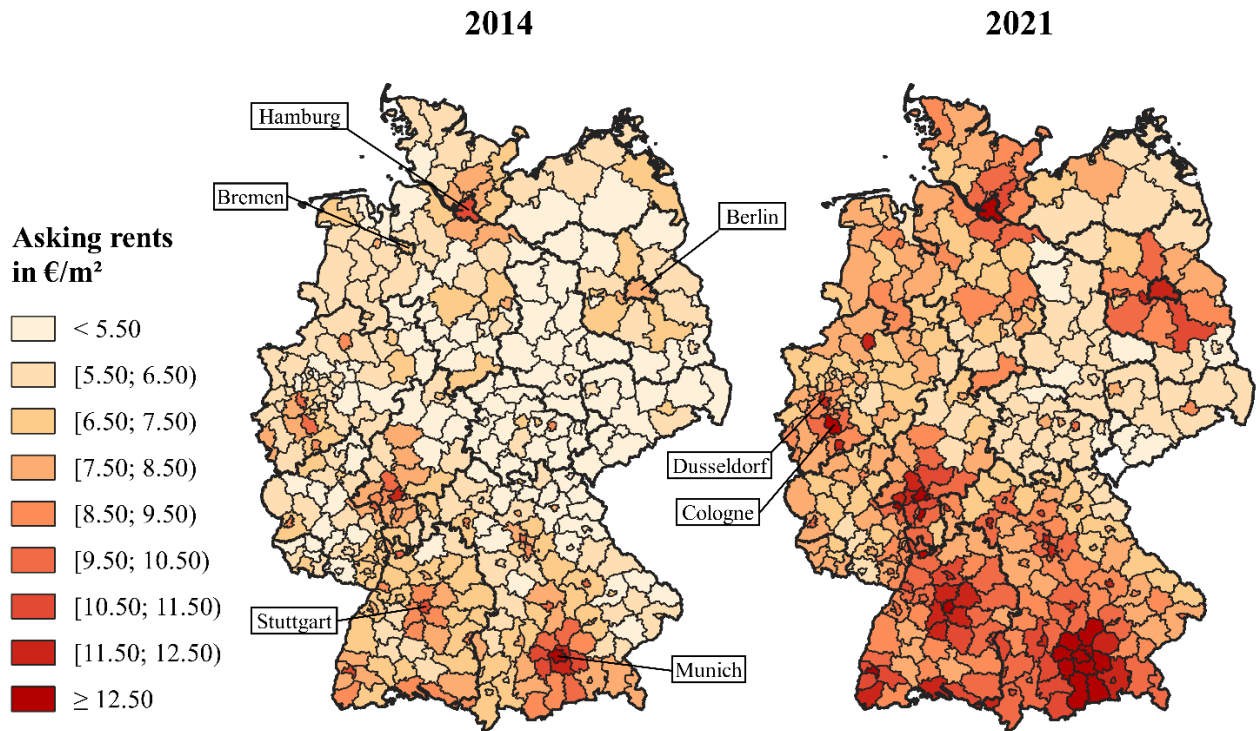 2014
2021
Hamburg
Bremen
Berlin
Asking rents
in €/m²
< 5.50
[5.50; 6.50)
[6.50; 7.50)
[7.50; 8.50)
[8.50; 9.50)
[9.50; 10.50)
[10.50; 11.50)
[11.50; 12.50)
≥ 12.50
Dusseldorf
Cologne
Stuttgart
Munich